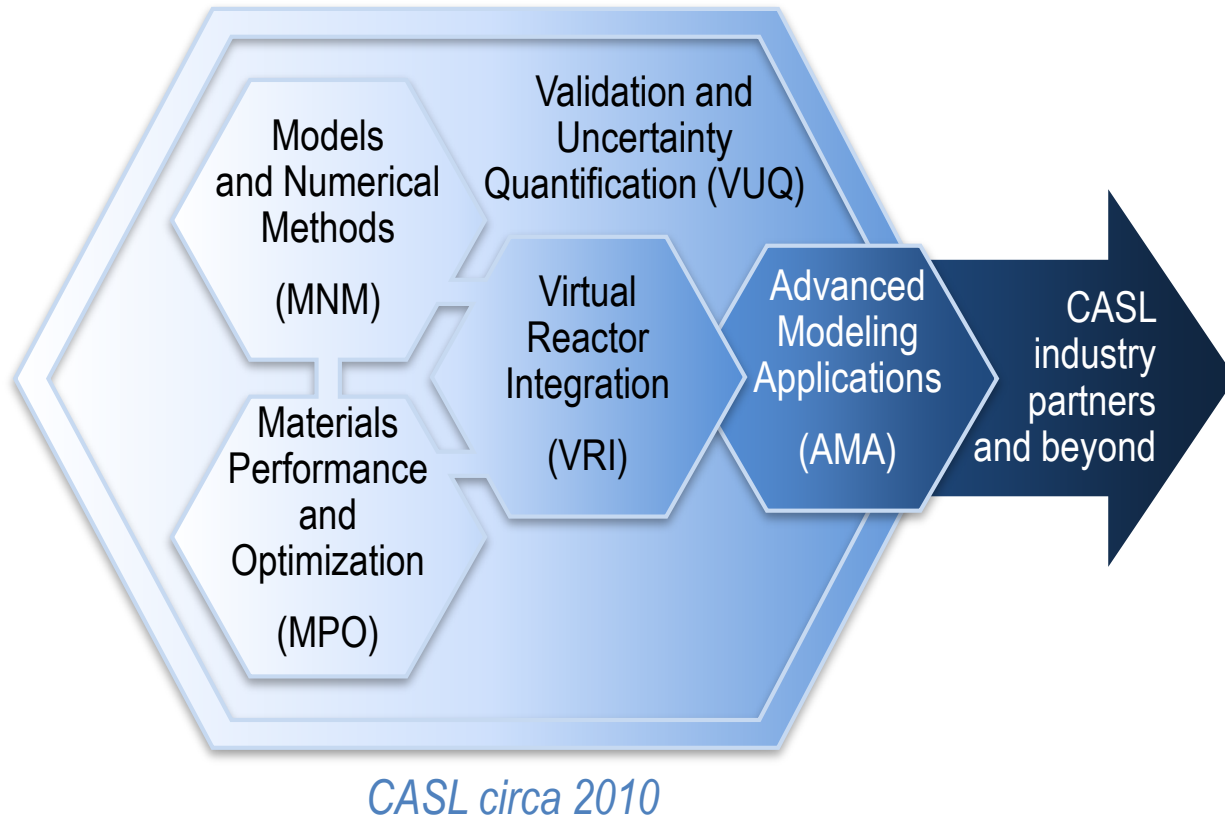 Models
and Numerical
Methods
(MNM)
Validation and
Uncertainty
Quantification (VUQ)
Virtual
Reactor
Integration
(VRI)
Advanced
Modeling
Applications
(AMA)
CASL
industry
partners
and beyond
Materials
Performance
and
Optimization
(MPO)
CASL circa 2010